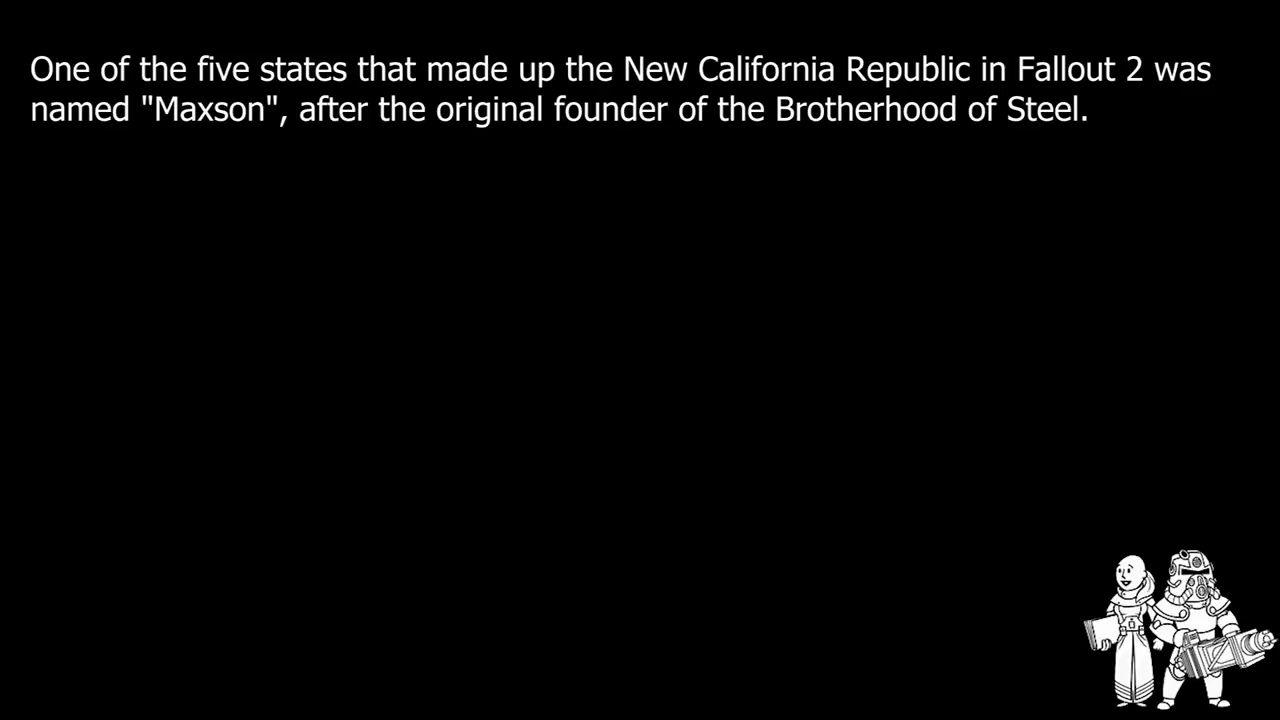 One of the five states that made up the New California Republic in Fallout 2 was
named "Maxson", after the original founder of the Brotherhood of Steel.